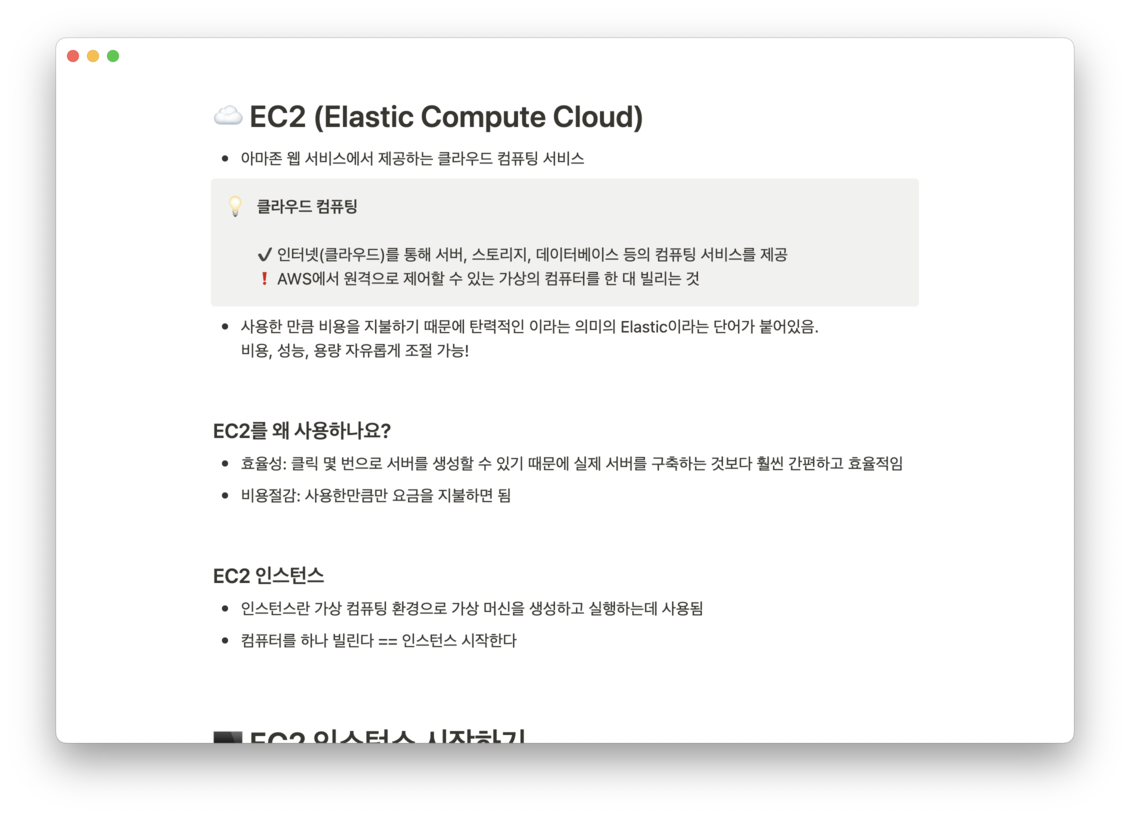 ☁️ EC2 (Elastic Compute Cloud)
• 아마존 웹 서비스에서 제공하는 클라우드 컴퓨팅 서비스
💡 클라우드 컴퓨팅
✔️ 인터넷(클라우드)를 통해 서버, 스토리지, 데이터베이스 등의 컴퓨팅 서비스를 제공
❗ AWS에서 원격으로 제어할 수 있는 가상의 컴퓨터를 한 대 빌리는 것
• 사용한 만큼 비용을 지불하기 때문에 탄력적인 이라는 의미의 Elastic이라는 단어가 붙어있음.
비용, 성능, 용량 자유롭게 조절 가능!
EC2를 왜 사용하나요?
• 효율성: 클릭 몇 번으로 서버를 생성할 수 있기 때문에 실제 서버를 구축하는 것보다 훨씬 간편하고 효율적임
• 비용절감: 사용한만큼만 요금을 지불하면 됨
EC2 인스턴스
• 인스턴스란 가상 컴퓨팅 환경으로 가상 머신을 생성하고 실행하는데 사용됨
• 컴퓨터를 하나 빌린다 == 인스턴스 시작한다
EC2 인스턴스 시작하기